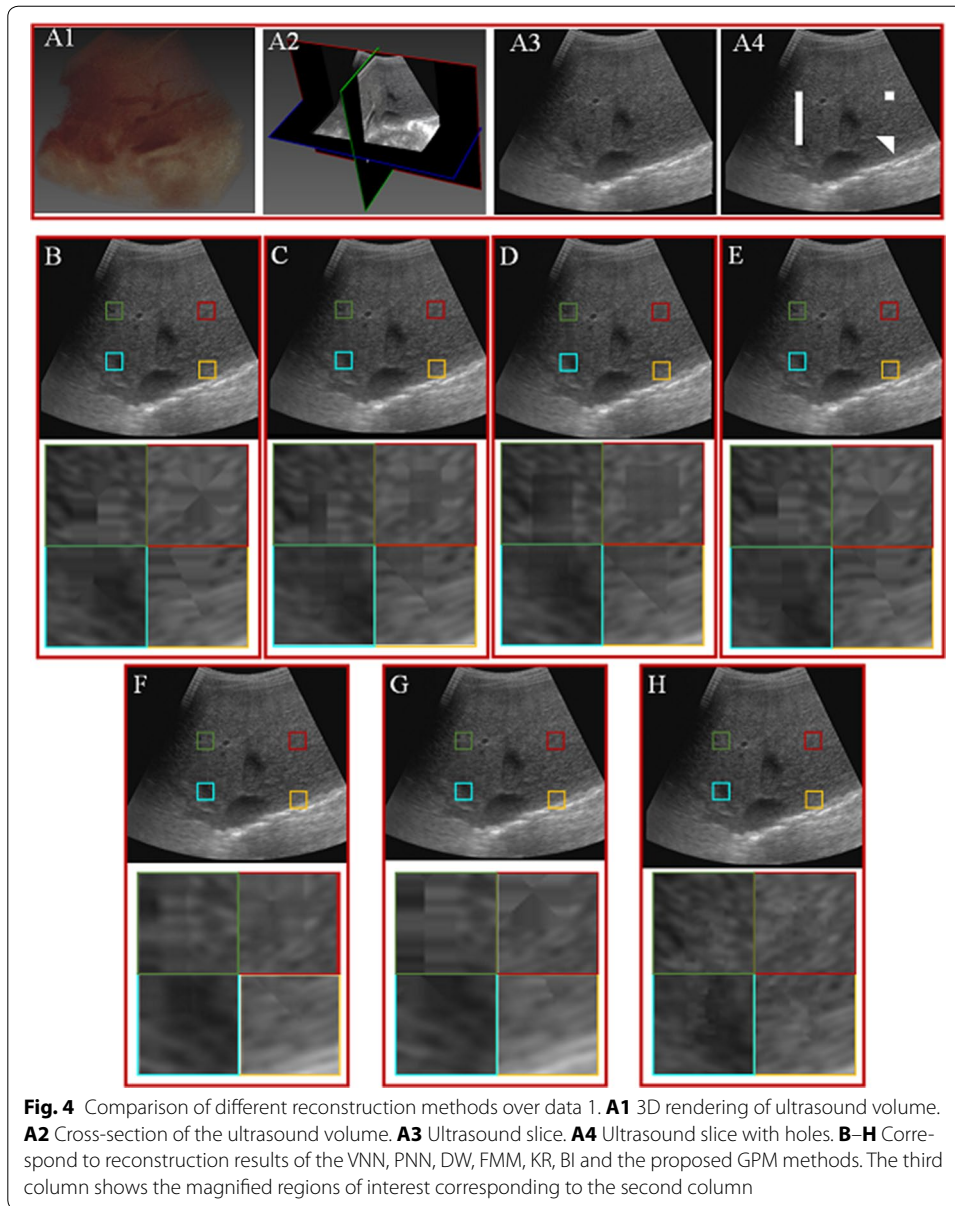 A1
A2
A3
A4
B
C
D
E
F
G
H
Fig. 4 Comparison of different reconstruction methods over data 1. A1 3D rendering of ultrasound volume.
A2 Cross-section of the ultrasound volume. A3 Ultrasound slice. A4 Ultrasound slice with holes. B–H Corre-
spond to reconstruction results of the VNN, PNN, DW, FMM, KR, BI and the proposed GPM methods. The third
column shows the magnified regions of interest corresponding to the second column